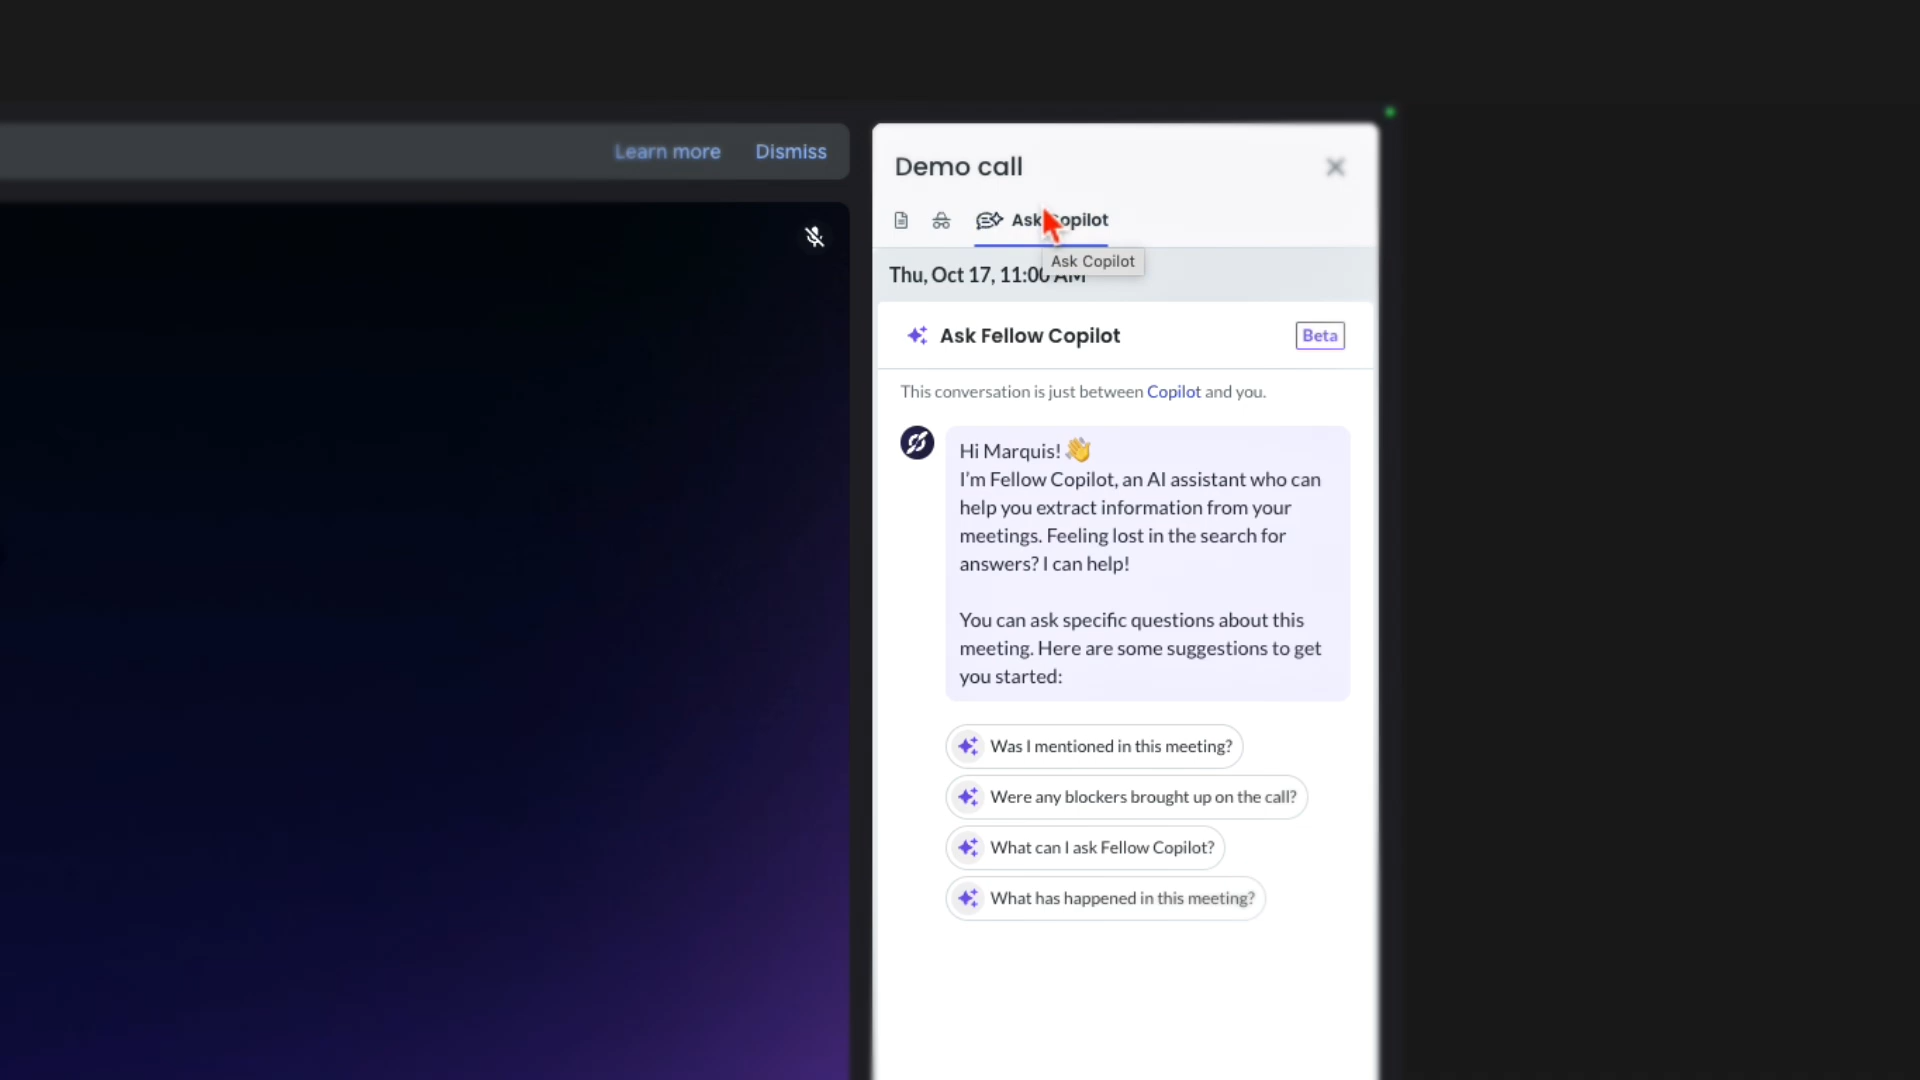 Learn more
Dismiss
Demo call
Ask Copilot
Ask Copilot
Thu, Oct 17, 11:00 AM
Ask Fellow Copilot
Beta
This conversation is just between Copilot and you.
Hi Marquis! 👋
I'm Fellow Copilot, an AI assistant who can
help you extract information from your
meetings. Feeling lost in the search for
answers? I can help!
You can ask specific questions about this
meeting. Here are some suggestions to get
you started:
Was I mentioned in this meeting?
Were any blockers brought up on the call?
What can I ask Fellow Copilot?
What has happened in this meeting?